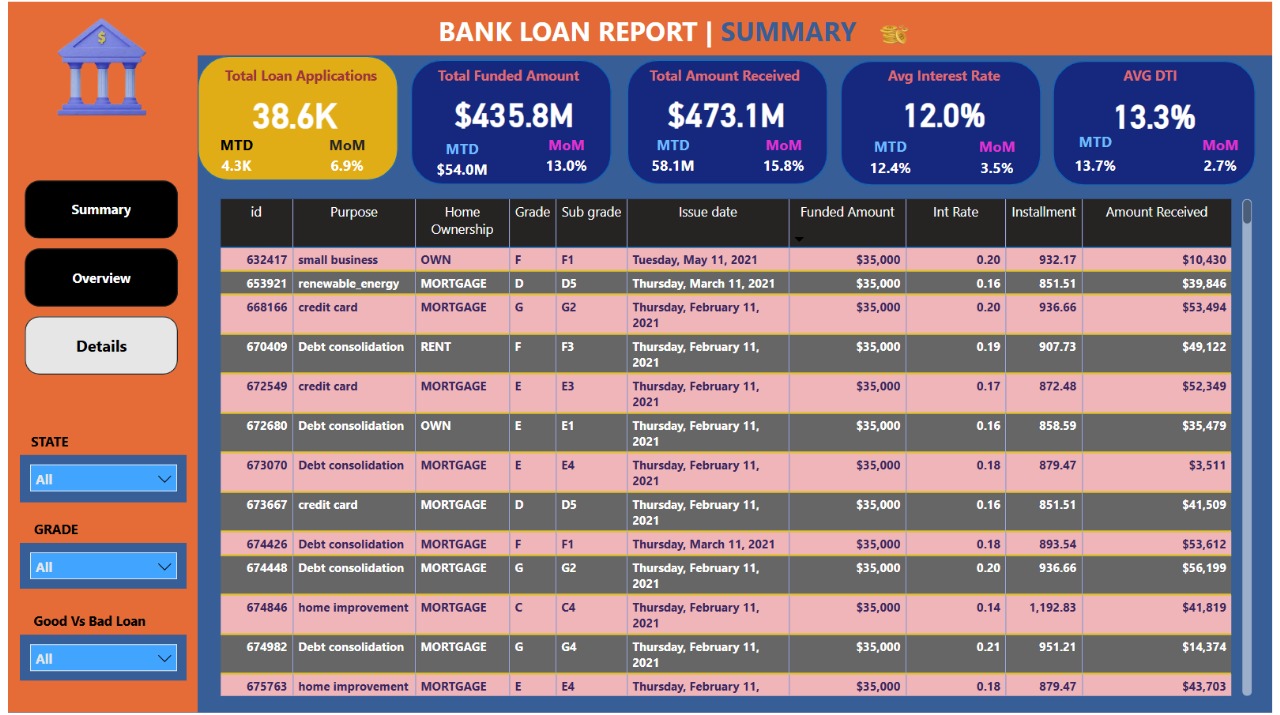 BANK LOAN REPORT | SUMMARY
Total Loan Applications
38.6K
MTD MoM
4.3K 6.9%
Total Funded Amount
$435.8M
MTD MoM
$54.0M 13.0%
Total Amount Received
$473.1M
MTD MoM
58.1M 15.8%
Avg Interest Rate
12.0%
MTD MoM
12.4% 3.5%
AVG DTI
13.3%
MTD MoM
13.7% 2.7%
Summary
Overview
Details
STATE
All
GRADE
All
Good Vs Bad Loan
All
id Purpose Home Grade Sub grade Issue date Funded Amount Int Rate Installment Amount Received
Ownership
632417 small business OWN F F1 Tuesday, May 11, 2021 $35,000 0.20 932.17 $10,430
653921 renewable_energy MORTGAGE D D5 Thursday, March 11, 2021 $35,000 0.16 851.51 $39,846
668166 credit card MORTGAGE G G2 Thursday, February 11, $35,000 0.20 936.66 $53,494
2021
670409 Debt consolidation RENT F F3 Thursday, February 11, $35,000 0.19 907.73 $49,122
2021
672549 credit card MORTGAGE E E3 Thursday, February 11, $35,000 0.17 872.48 $52,349
2021
672680 Debt consolidation OWN E E1 Thursday, February 11, $35,000 0.16 858.59 $35,479
2021
673070 Debt consolidation MORTGAGE E E4 Thursday, February 11, $35,000 0.18 879.47 $3,511
2021
673667 credit card MORTGAGE D D5 Thursday, February 11, $35,000 0.16 851.51 $41,509
2021
674426 Debt consolidation MORTGAGE F F1 Thursday, March 11, 2021 $35,000 0.18 893.54 $53,612
674448 Debt consolidation MORTGAGE G G2 Thursday, February 11, $35,000 0.20 936.66 $56,199
2021
674846 home improvement MORTGAGE C C4 Thursday, February 11, $35,000 0.14 1,192.83 $41,819
2021
674982 Debt consolidation MORTGAGE G G4 Thursday, February 11, $35,000 0.21 951.21 $14,374
2021
675763 home improvement MORTGAGE E E4 Thursday, February 11, $35,000 0.18 879.47 $43,703